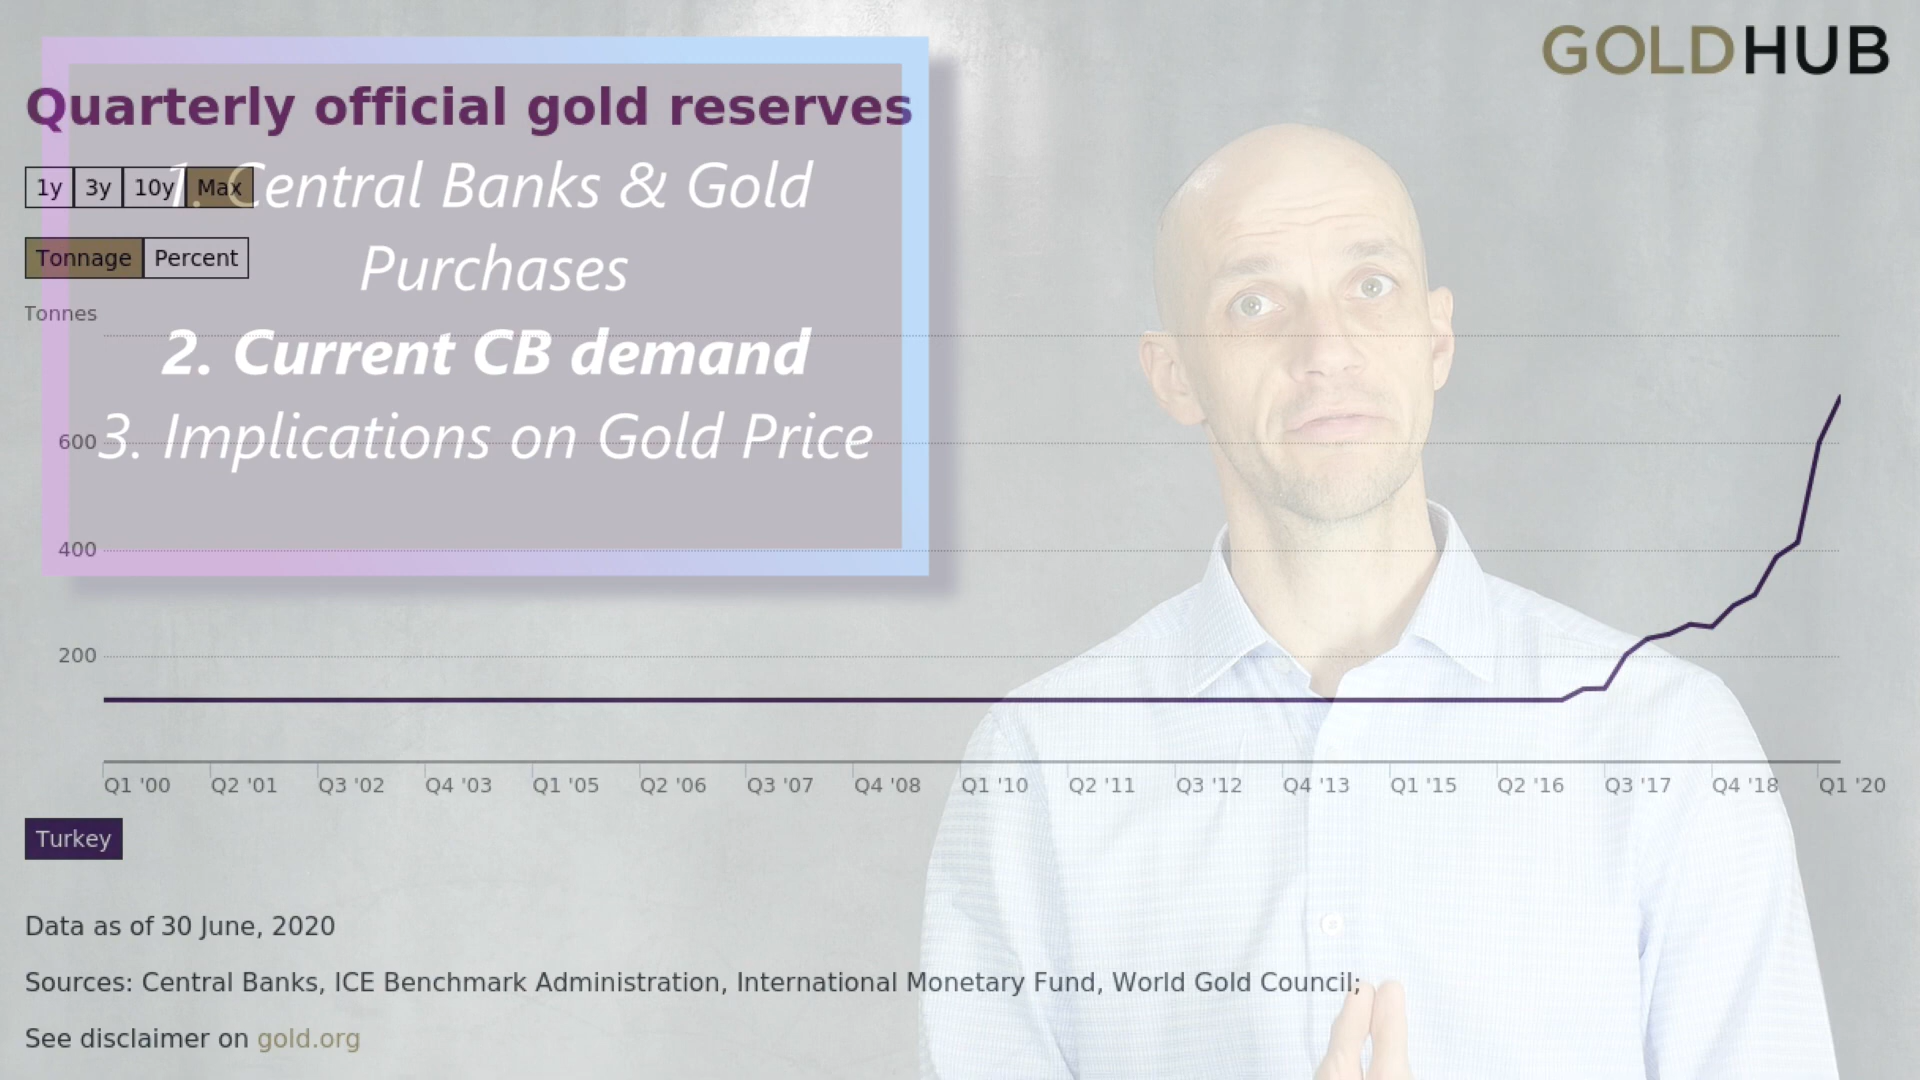 GOLDHUB
Quarterly official gold reserves
1y 3y 10y Max
1. Central Banks & Gold
Purchases
Tonnage Percent
Tonnes
2. Current CB demand
3. Implications on Gold Price
600
400
200
Q1 '00 Q2 '01 Q3 '02 Q4 '03 Q1 '05 Q2 '06 Q3 '07 Q4 '08 Q1 '10 Q2 '11 Q3 '12 Q4 '13 Q1 '15 Q2 '16 Q3 '17 Q4 '18 Q1 '20
Turkey
Data as of 30 June, 2020
Sources: Central Banks, ICE Benchmark Administration, International Monetary Fund, World Gold Council;
See disclaimer on gold.org